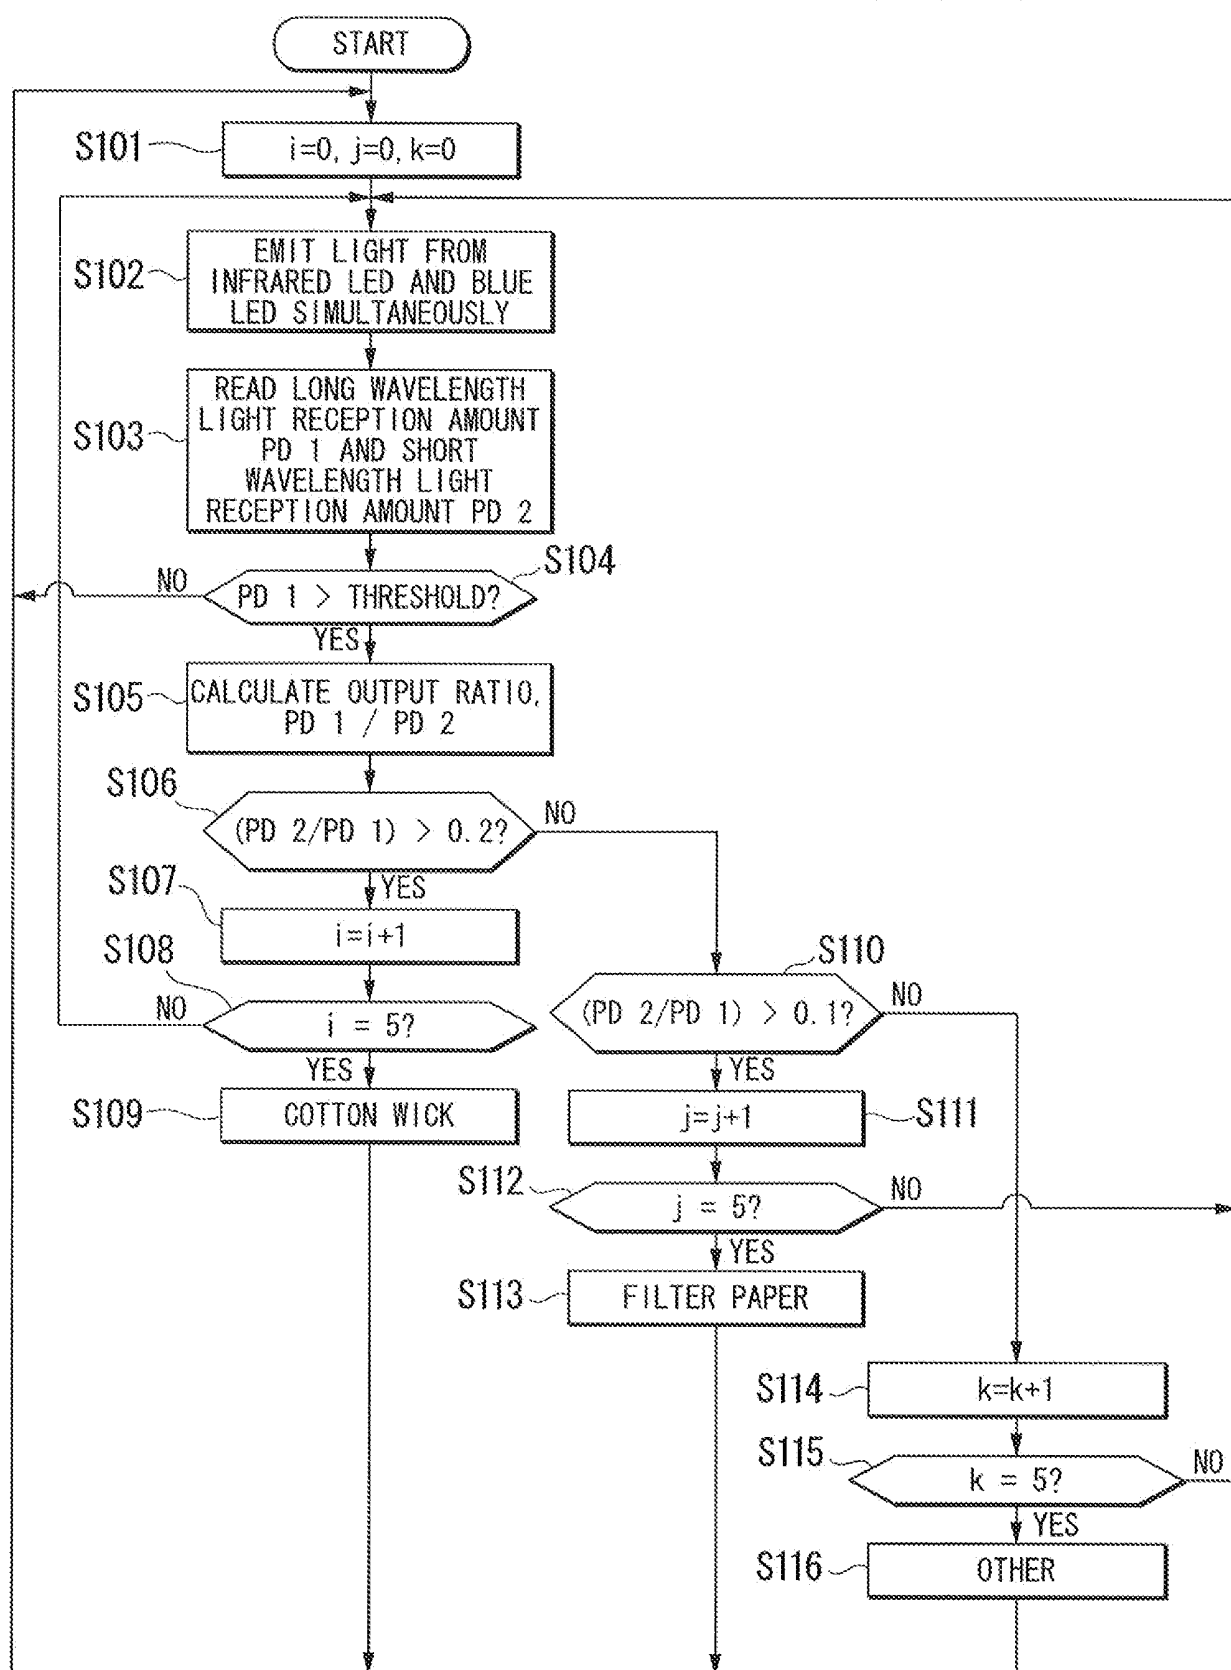 START
S101
i=0, j=0, k=0
S102
EMIT LIGHT FROM
INFRARED LED AND BLUE
LED SIMULTANEOUSLY
S103
READ LONG WAVELENGTH
LIGHT RECEPTION AMOUNT
PD 1 AND SHORT
WAVELENGTH LIGHT
RECEPTION AMOUNT PD 2
S104
NO
PD 1 > THRESHOLD?
YES
S105
CALCULATE OUTPUT RATIO,
PD 1 / PD 2
S106
(PD 2/PD 1) > 0.2?
NO
YES
S107
i=i+1
S108
NO
i = 5?
YES
S109
COTTON WICK
S110
(PD 2/PD 1) > 0.1?
NO
YES
S111
j=j+1
S112
j = 5?
NO
YES
S113
FILTER PAPER
S114
k=k+1
S115
k = 5?
NO
YES
S116
OTHER